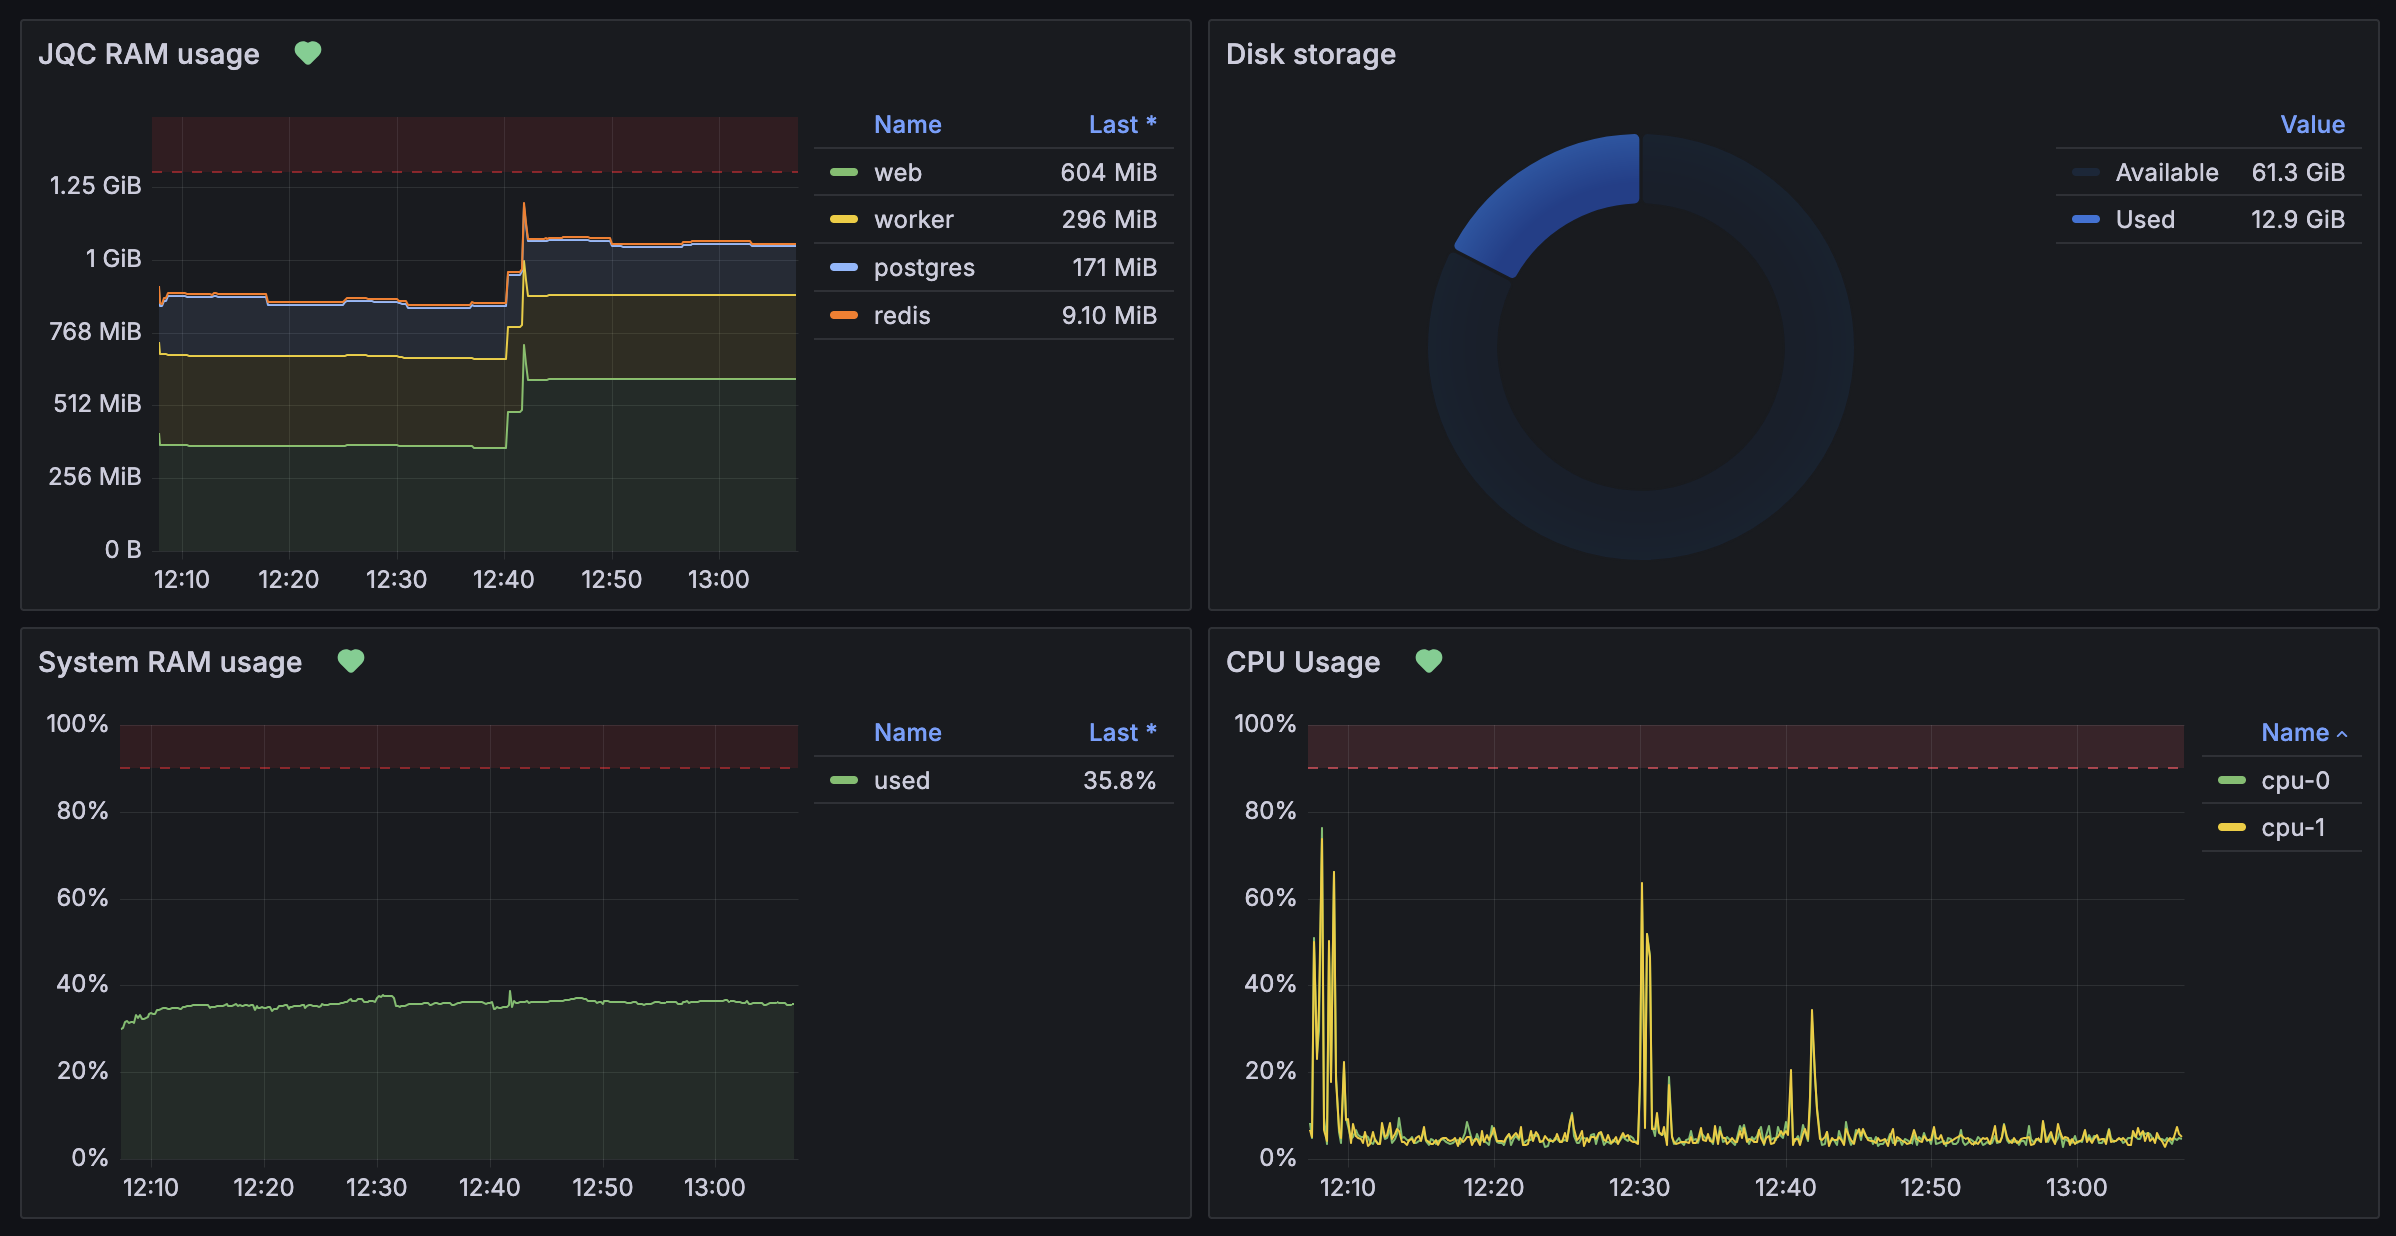 JQC RAM usage
Name Last *
web 604 MiB
worker 296 MiB
postgres 171 MiB
redis 9.10 MiB
1.25 GiB
1 GiB
768 MiB
512 MiB
256 MiB
0 B
12:10 12:20 12:30 12:40 12:50 13:00
Disk storage
Value
Available 61.3 GiB
Used 12.9 GiB
System RAM usage
Name Last *
used 35.8%
100%
80%
60%
40%
20%
0%
12:10 12:20 12:30 12:40 12:50 13:00
CPU Usage
Name
cpu-0
cpu-1
100%
80%
60%
40%
20%
0%
12:10 12:20 12:30 12:40 12:50 13:00